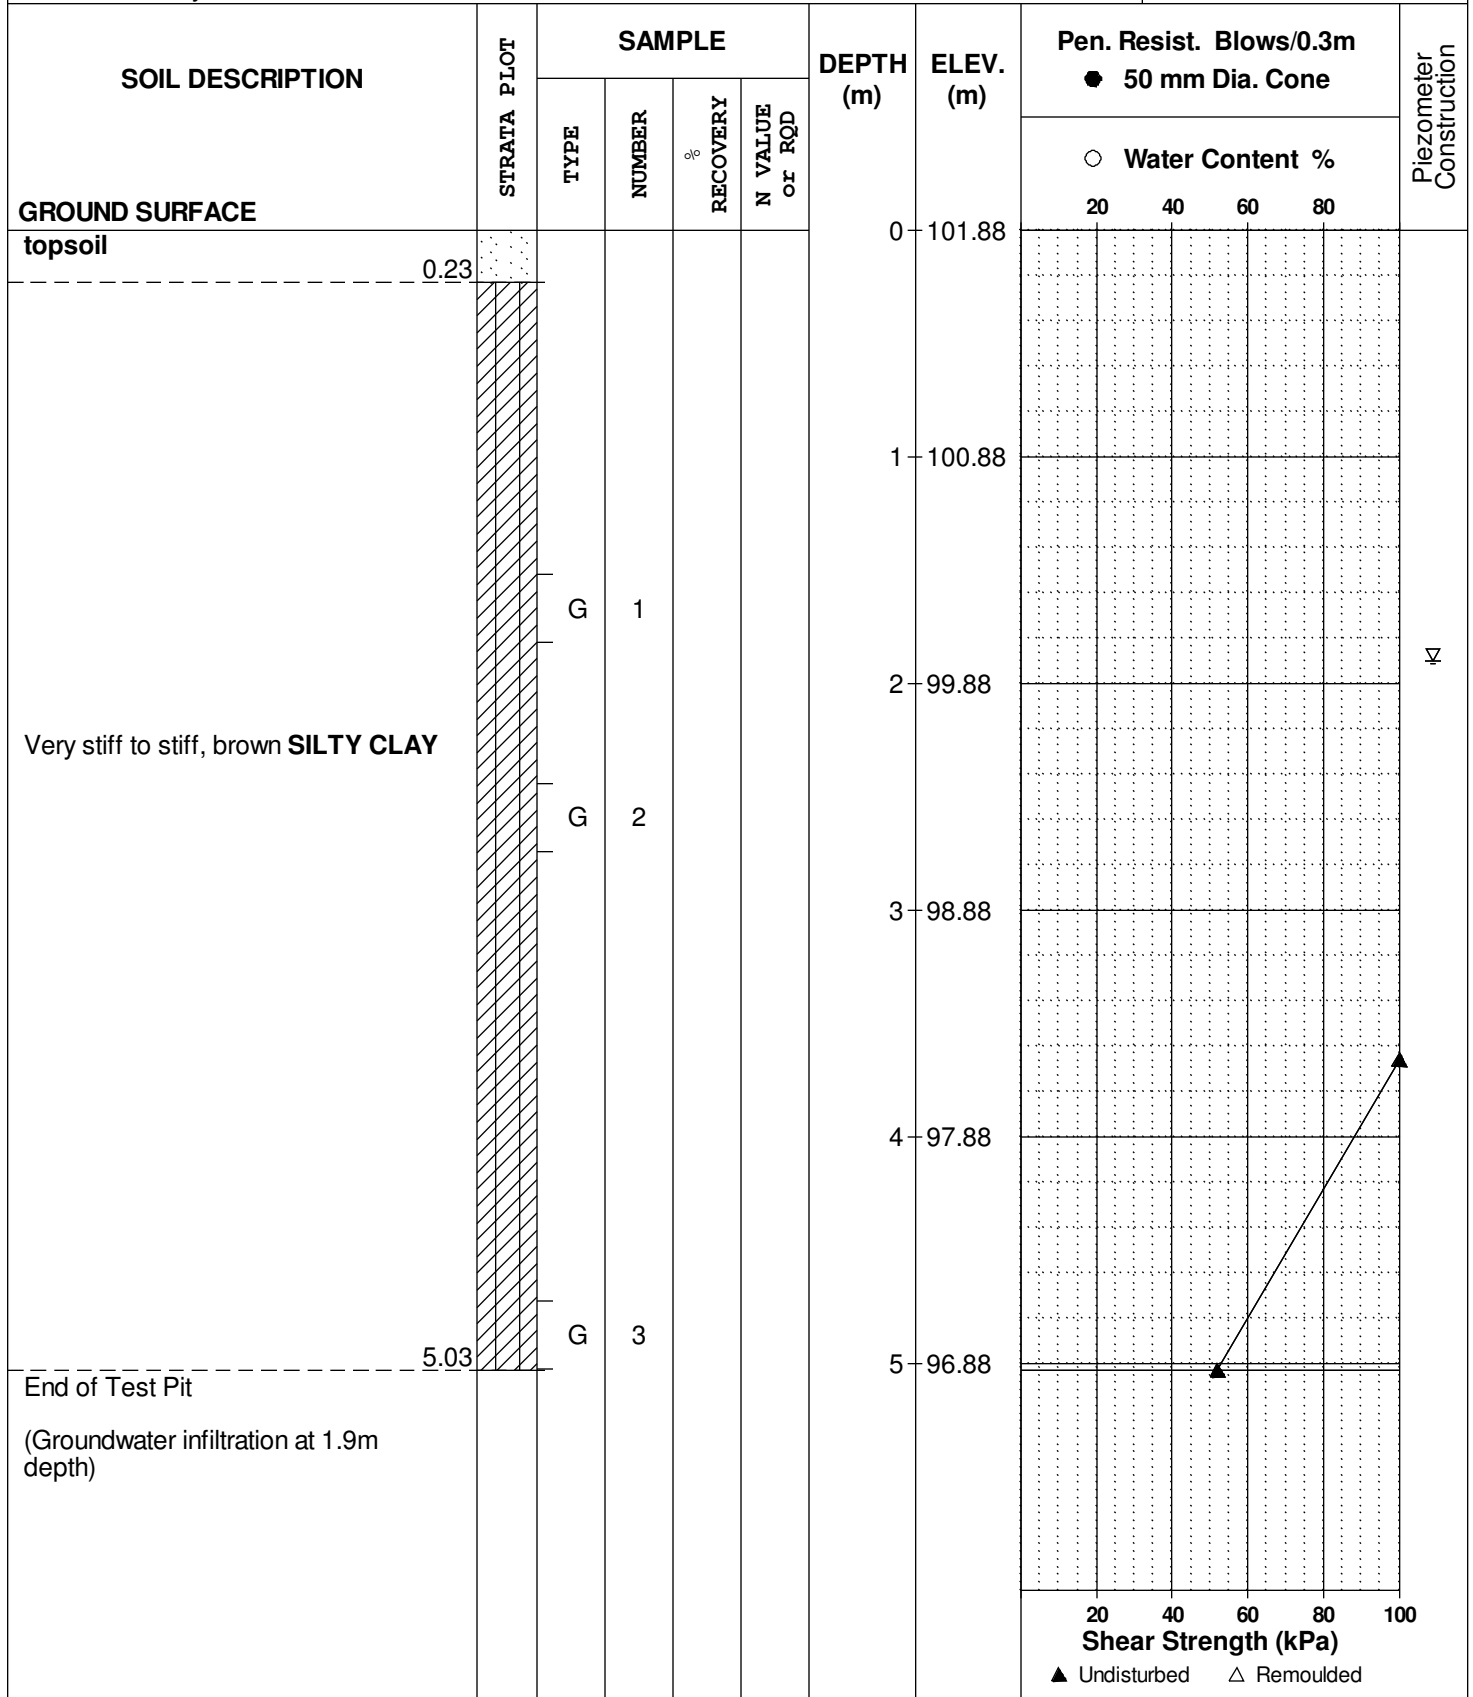 SOIL DESCRIPTION
GROUND SURFACE
STRATA PLOT
SAMPLE
TYPE
NUMBER
%
RECOVERY
N VALUE
or RQD
DEPTH
(m)
ELEV.
(m)
Pen. Resist. Blows/0.3m
● 50 mm Dia. Cone
○ Water Content %
20 40 60 80
Piezometer
Construction
topsoil
0.23
0 101.88
1 100.88
G 1
2 99.88
Very stiff to stiff, brown SILTY CLAY
G 2
3 98.88
4 97.88
G 3
5.03
5 96.88
End of Test Pit
(Groundwater infiltration at 1.9m
depth)
20 40 60 80 100
Shear Strength (kPa)
▲ Undisturbed △ Remoulded